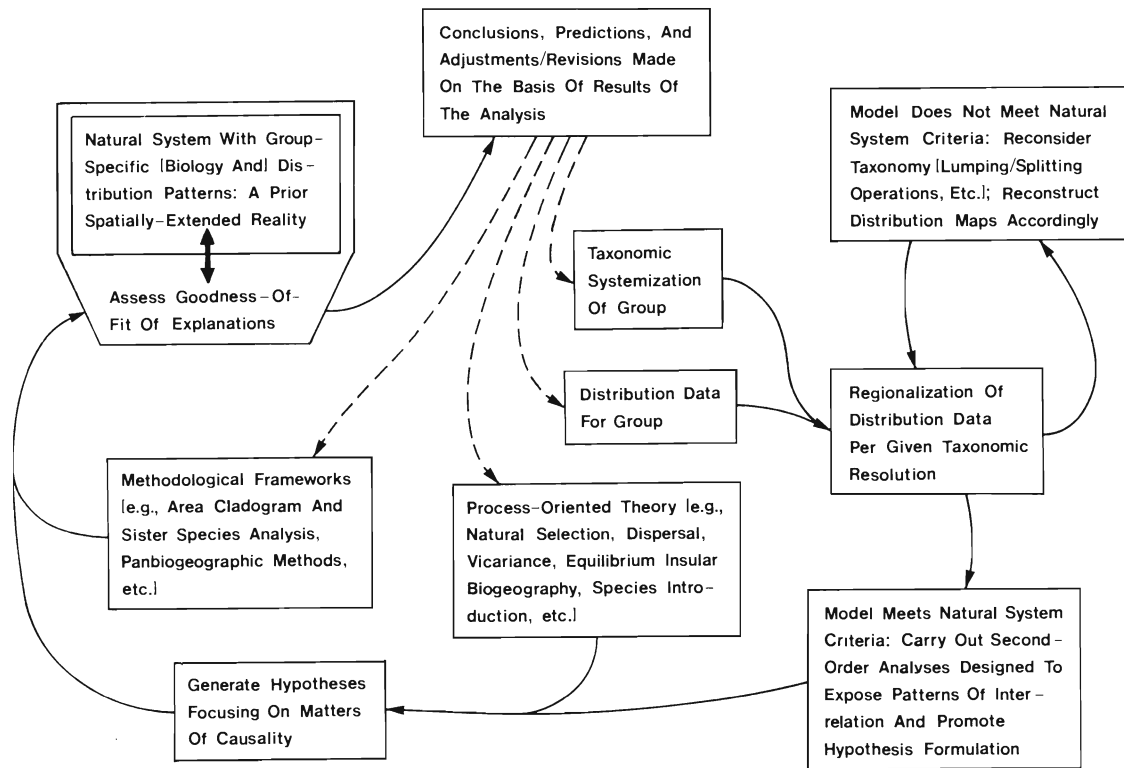 Conclusions, Predictions, And
Adjustments/Revisions Made
On The Basis Of Results Of
The Analysis
Natural System With Group-
Specific [Biology And] Dis-
tribution Patterns: A Prior
Spatially-Extended Reality
Assess Goodness-Of-
Fit Of Explanations
Model Does Not Meet Natural
System Criteria: Reconsider
Taxonomy [Lumping/Splitting
Operations, Etc.]; Reconstruct
Distribution Maps Accordingly
Taxonomic
Systemization
Of Group
Distribution Data
For Group
Regionalization Of
Distribution Data
Per Given Taxonomic
Resolution
Methodological Frameworks
[e.g., Area Cladogram And
Sister Species Analysis,
Panbiogeographic Methods,
etc.]
Process-Oriented Theory [e.g.,
Natural Selection, Dispersal,
Vicariance, Equilibrium Insular
Biogeography, Species Intro-
duction, etc.]
Model Meets Natural System
Criteria: Carry Out Second-
Order Analyses Designed To
Expose Patterns Of Inter-
relation And Promote
Hypothesis Formulation
Generate Hypotheses
Focusing On Matters
Of Causality